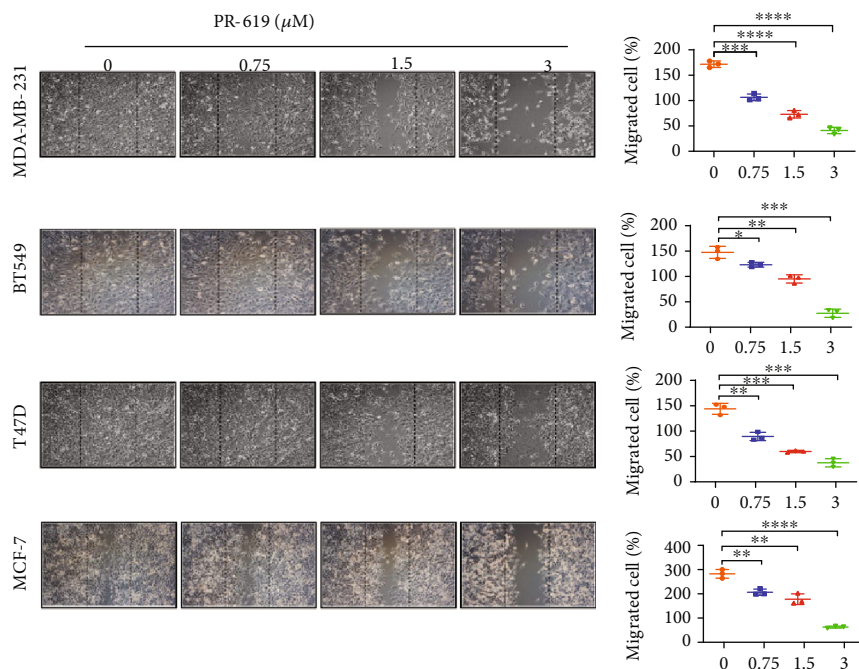 PR-619 (μM)
0 0.75 1.5 3
MDA-MB-231
BT549
T47D
MCF-7
Migrated cell (%)
200
150
100
50
0
****
****
***
0 0.75 1.5 3
Migrated cell (%)
200
150
100
50
0
***
**
*
0 0.75 1.5 3
Migrated cell (%)
200
150
100
50
0
***
***
**
0 0.75 1.5 3
Migrated cell (%)
400
300
200
100
0
****
**
**
0 0.75 1.5 3